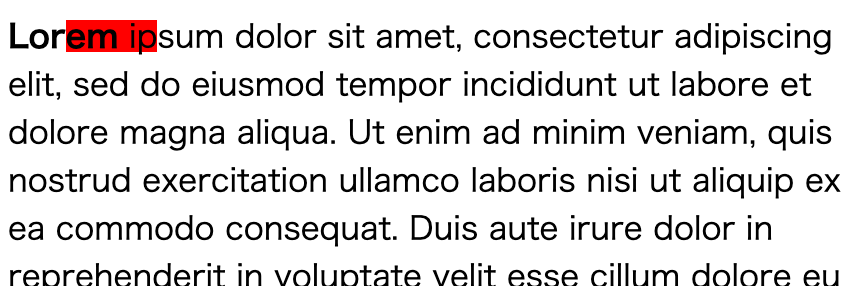 Lorem ipsum dolor sit amet, consectetur adipiscing
elit, sed do eiusmod tempor incididunt ut labore et
dolore magna aliqua. Ut enim ad minim veniam, quis
nostrud exercitation ullamco laboris nisi ut aliquip ex
ea commodo consequat. Duis aute irure dolor in
reprehenderit in voluptate velit esse cillum dolore eu